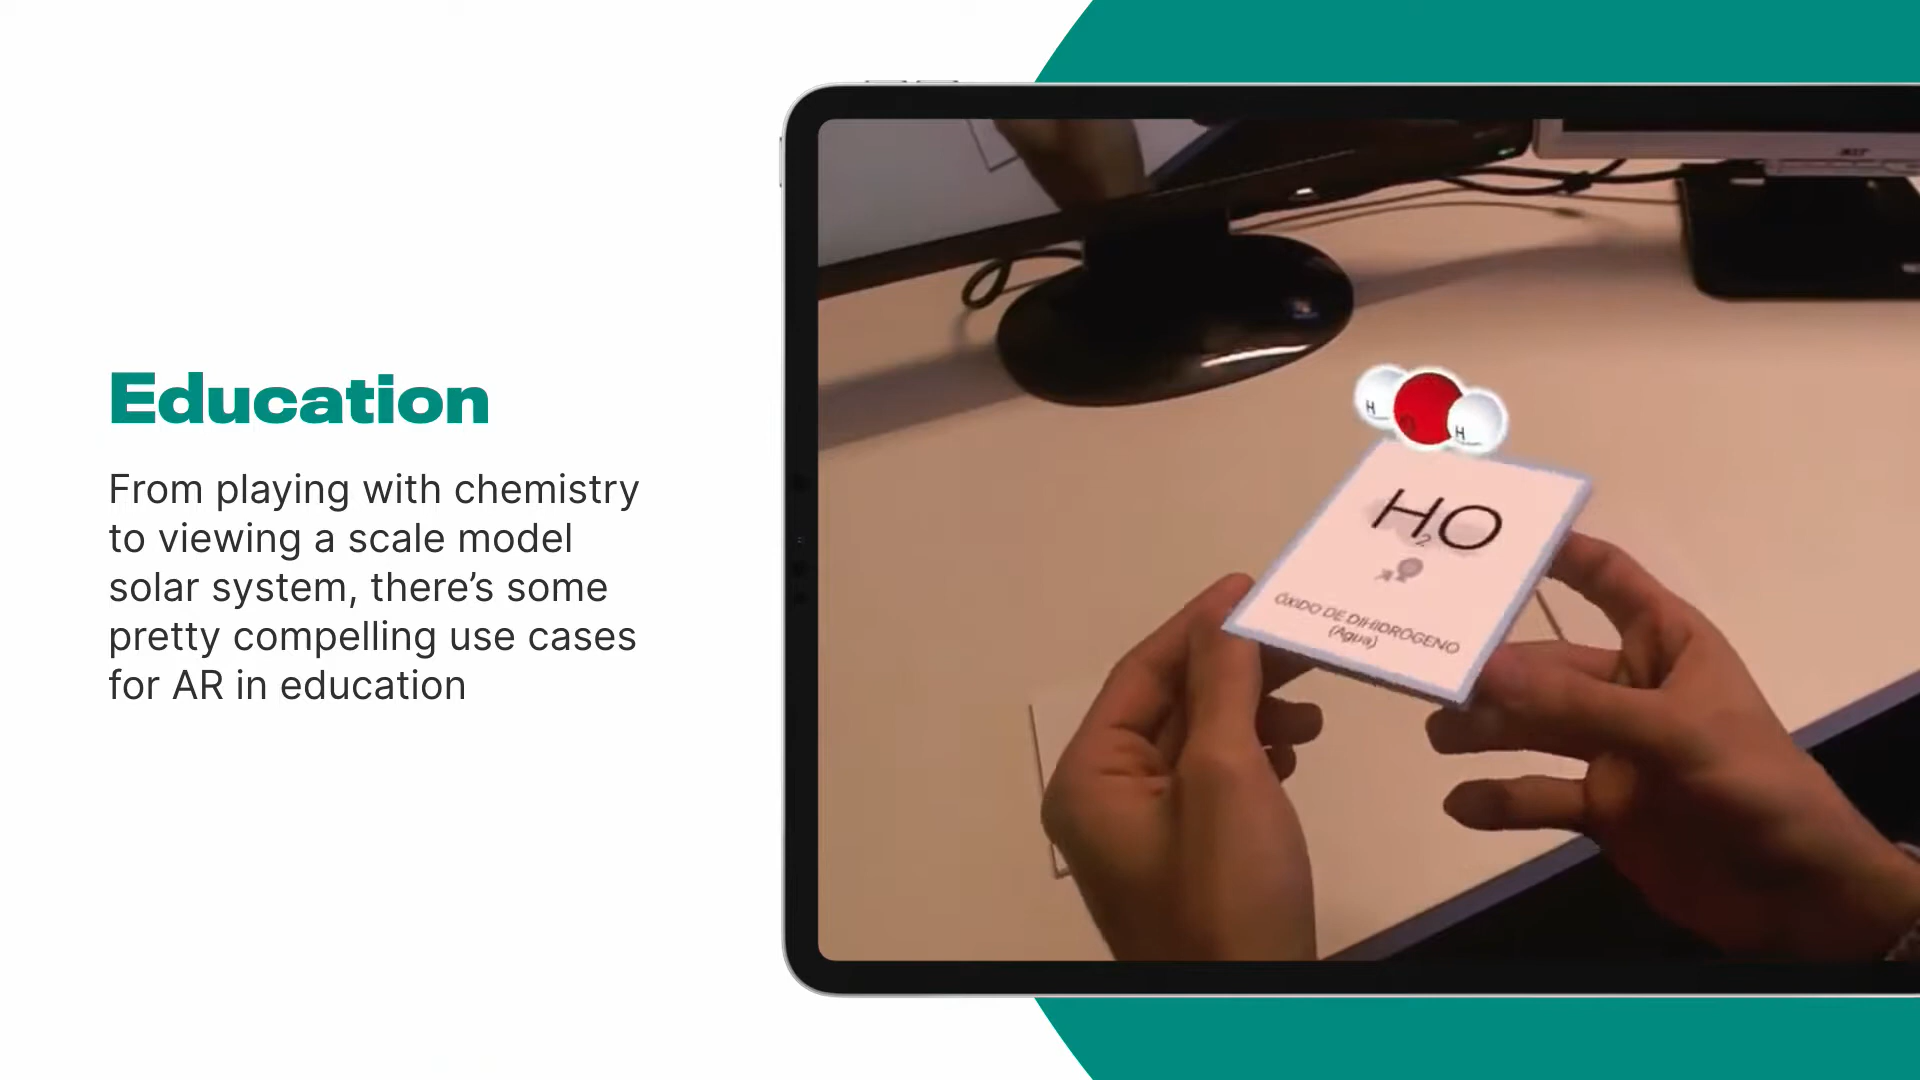 Education
From playing with chemistry
to viewing a scale model
solar system, there’s some
pretty compelling use cases
for AR in education
H
O
H
H₂O
ÓXIDO DE DIHIDRÓGENO
(Agua)